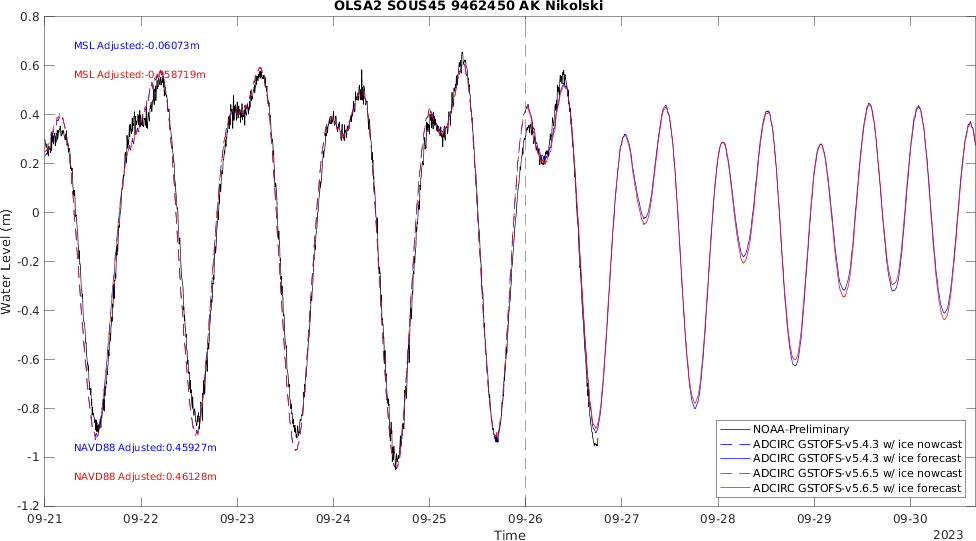 OLSA2 SOUS45 9462450 AK Nikolski
0.8
0.6
0.4
0.2
0
-0.2
-0.4
-0.6
-0.8
-1
-1.2
Water Level (m)
MSL Adjusted:-0.06073m
MSL Adjusted:-0.058719m
NAVD88 Adjusted:0.45927m
NAVD88 Adjusted:0.46128m
NOAA-Preliminary
ADCIRC GSTOFS-v5.4.3 w/ ice nowcast
ADCIRC GSTOFS-v5.4.3 w/ ice forecast
ADCIRC GSTOFS-v5.6.5 w/ ice nowcast
ADCIRC GSTOFS-v5.6.5 w/ ice forecast
09-21 09-22 09-23 09-24 09-25 09-26 09-27 09-28 09-29 09-30
Time
2023